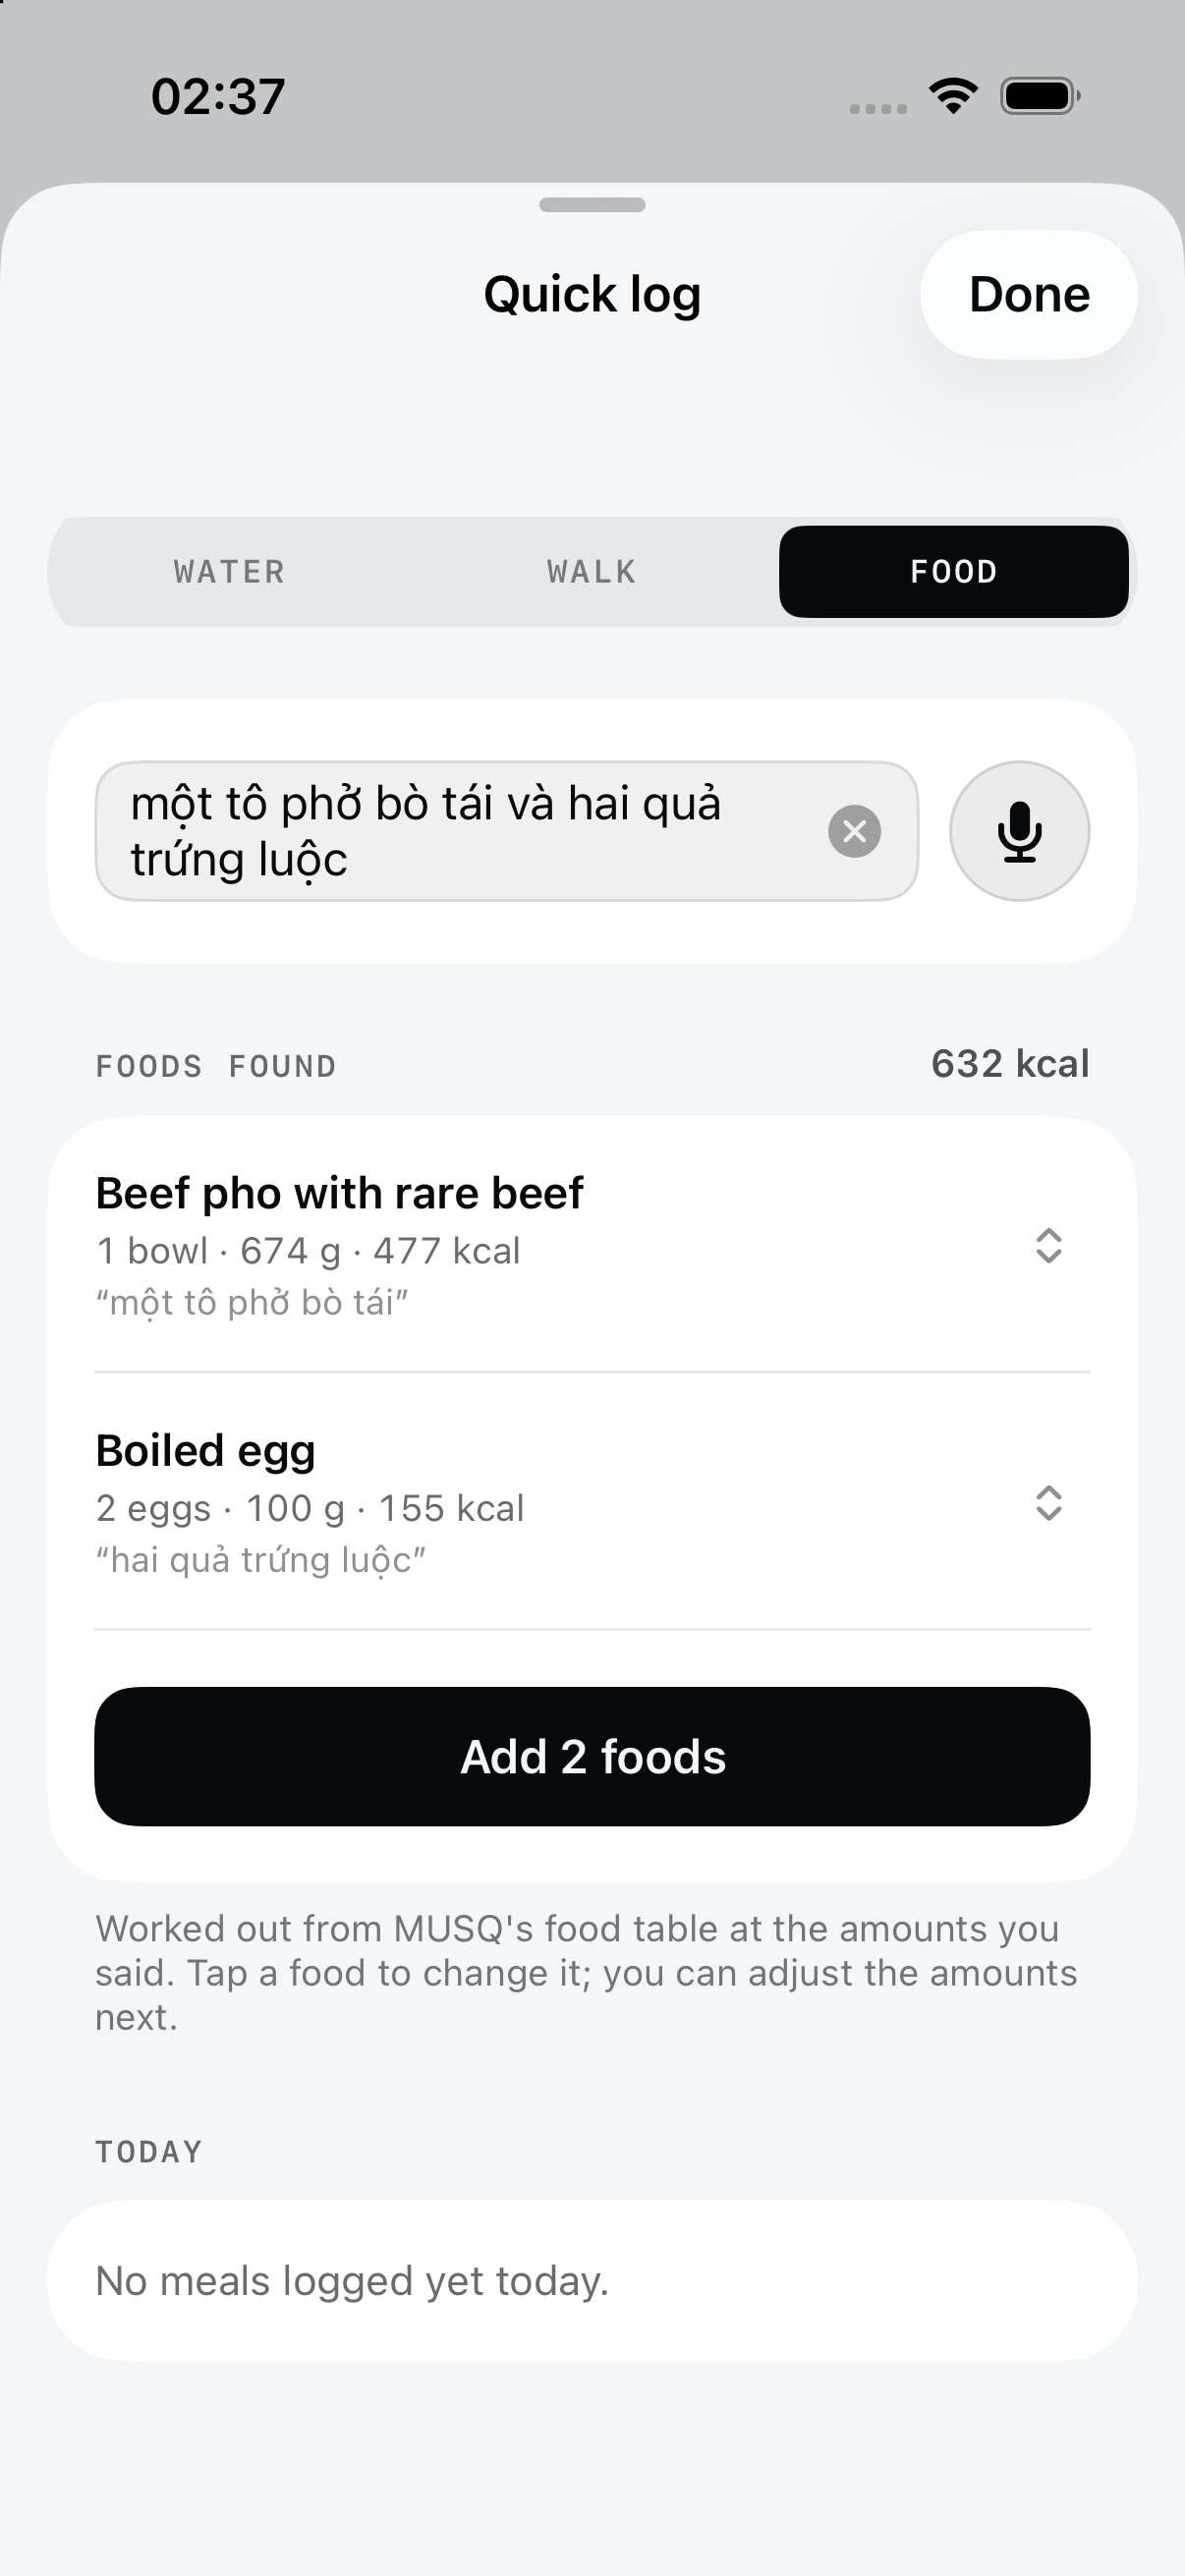 02:37
Quick log
Done
WATER
WALK
FOOD
một tô phở bò tái và hai quả
trứng luộc
FOODS FOUND
632 kcal
Beef pho with rare beef
1 bowl · 674 g · 477 kcal
“một tô phở bò tái”
Boiled egg
2 eggs · 100 g · 155 kcal
“hai quả trứng luộc”
Add 2 foods
Worked out from MUSQ's food table at the amounts you
said. Tap a food to change it; you can adjust the amounts
next.
TODAY
No meals logged yet today.